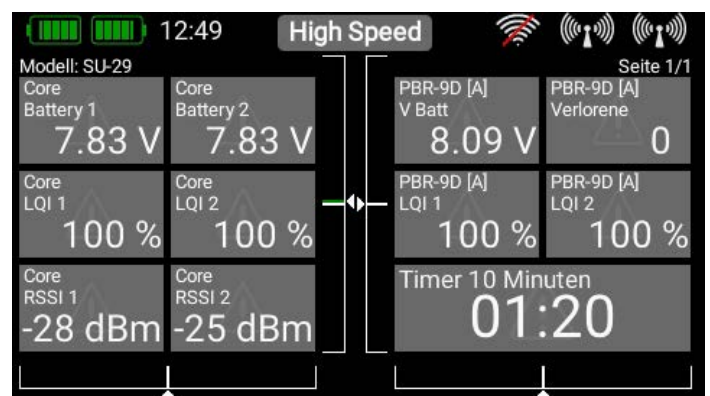 12:49
High Speed
Modell: SU-29
Seite 1/1
Core
Battery 1
7.83 V
Core
Battery 2
7.83 V
PBR-9D [A]
V Batt
8.09 V
PBR-9D [A]
Verlorene
0
Core
LQI 1
100 %
Core
LQI 2
100 %
PBR-9D [A]
LQI 1
100 %
PBR-9D [A]
LQI 2
100 %
Core
RSSI 1
-28 dBm
Core
RSSI 2
-25 dBm
Timer 10 Minuten
01:20